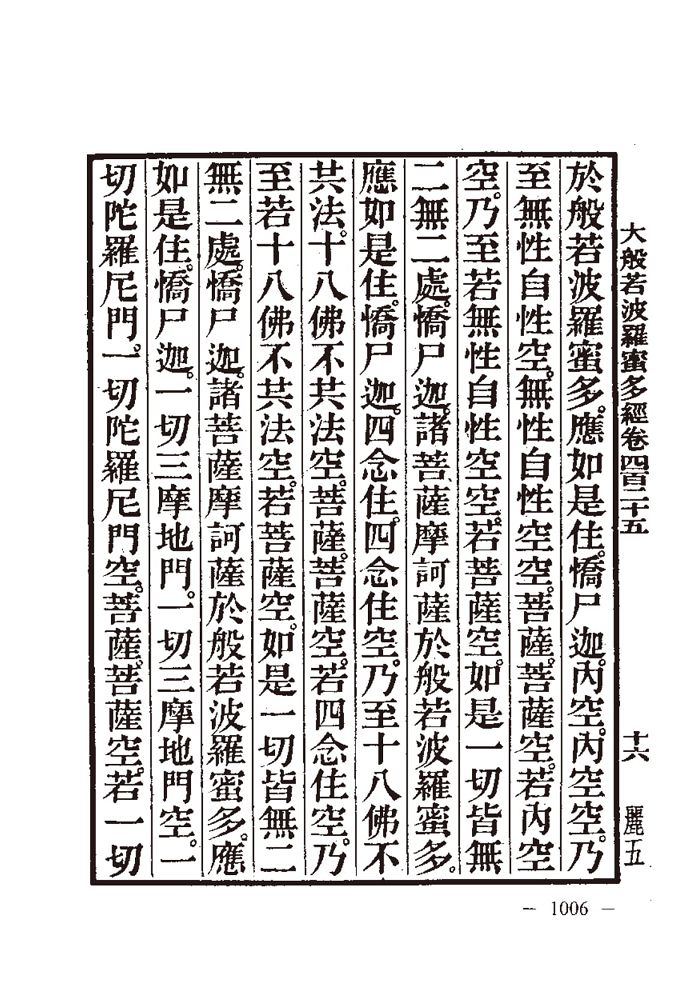 大般若波羅蜜多經卷四百二十五
十六
麗五
於般若波羅蜜多。應如是住。憍尸迦。內空。內空空。乃
至無性自性空。無性自性空空。菩薩。菩薩空。若內空
空。乃至若無性自性空空。若菩薩空。如是一切皆無
二無二處。憍尸迦。諸菩薩摩訶薩於般若波羅蜜多。
應如是住。憍尸迦。四念住。四念住空。乃至十八佛不
共法。十八佛不共法空。菩薩。菩薩空。若四念住空。乃
至若十八佛不共法空。若菩薩空。如是一切皆無二
無二處。憍尸迦。諸菩薩摩訶薩於般若波羅蜜多。應
如是住。憍尸迦。一切三摩地門。一切三摩地門空。一
切陀羅尼門。一切陀羅尼門空。菩薩。菩薩空。若一切
— 1006 —